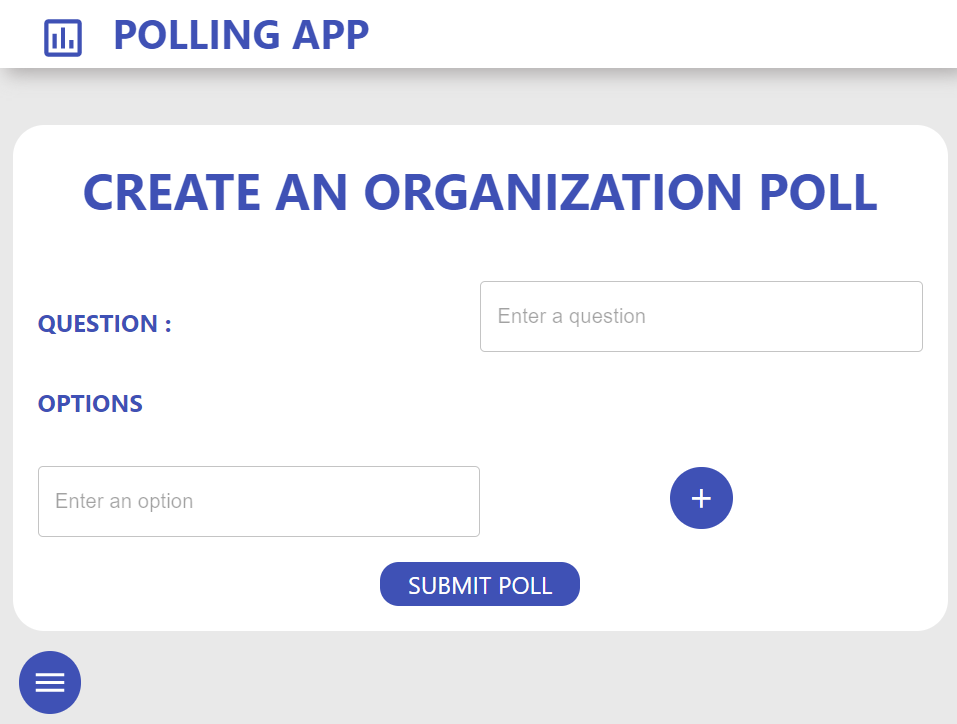 POLLING APP
CREATE AN ORGANIZATION POLL
QUESTION :
Enter a question
OPTIONS
Enter an option
+
SUBMIT POLL